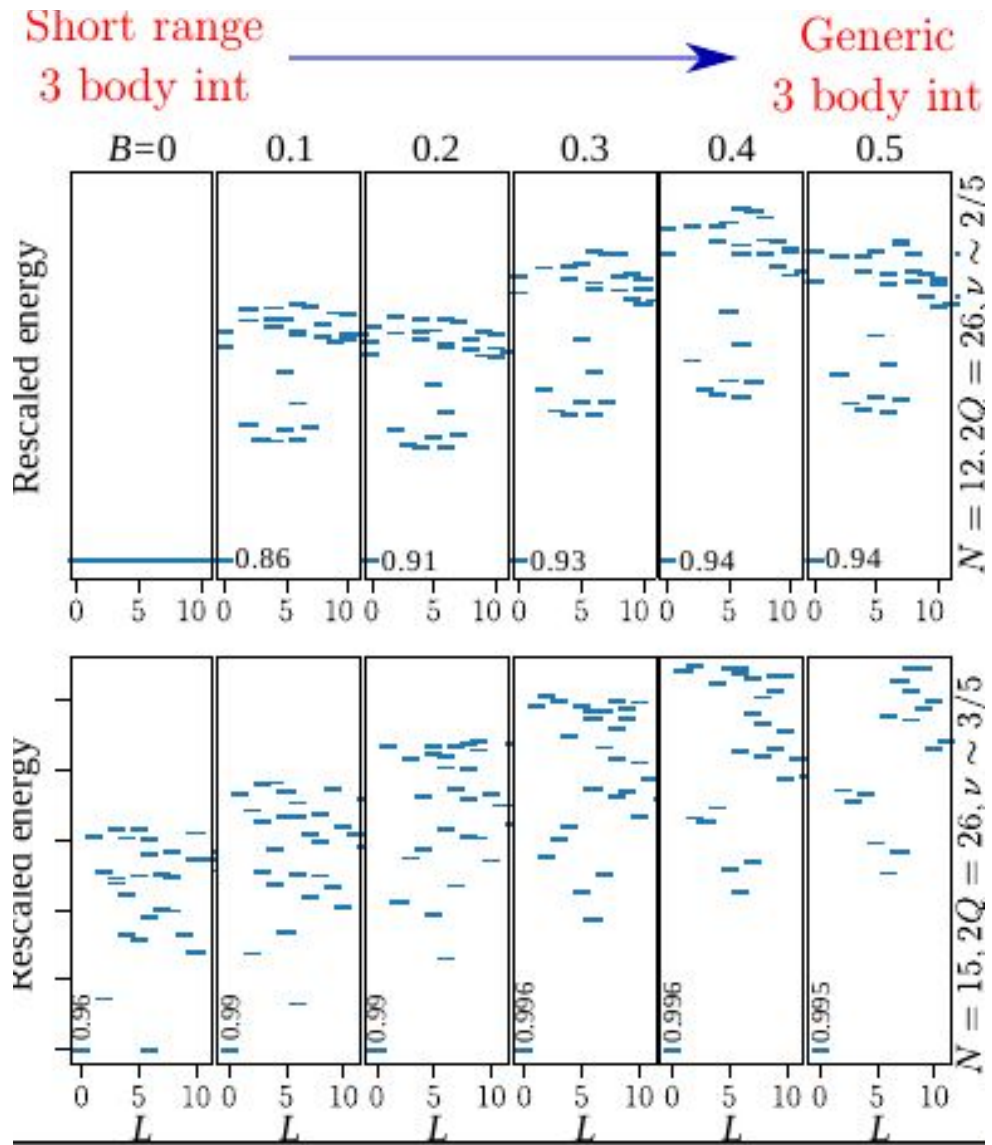 Short range
3 body int
Generic
3 body int
B=0 0.1 0.2 0.3 0.4 0.5
Rescaled energy
0.86 0.91 0.93 0.94 0.94
N = 12, 2Q = 26, ν ∼ 2/5
0 5 10 0 5 10 0 5 10 0 5 10 0 5 10 0 5 10
Rescaled energy
0.96 0.99 0.99 0.996 0.996 0.995
N = 15, 2Q = 26, ν ∼ 3/5
0 5 10 0 5 10 0 5 10 0 5 10 0 5 10 0 5 10
L L L L L L